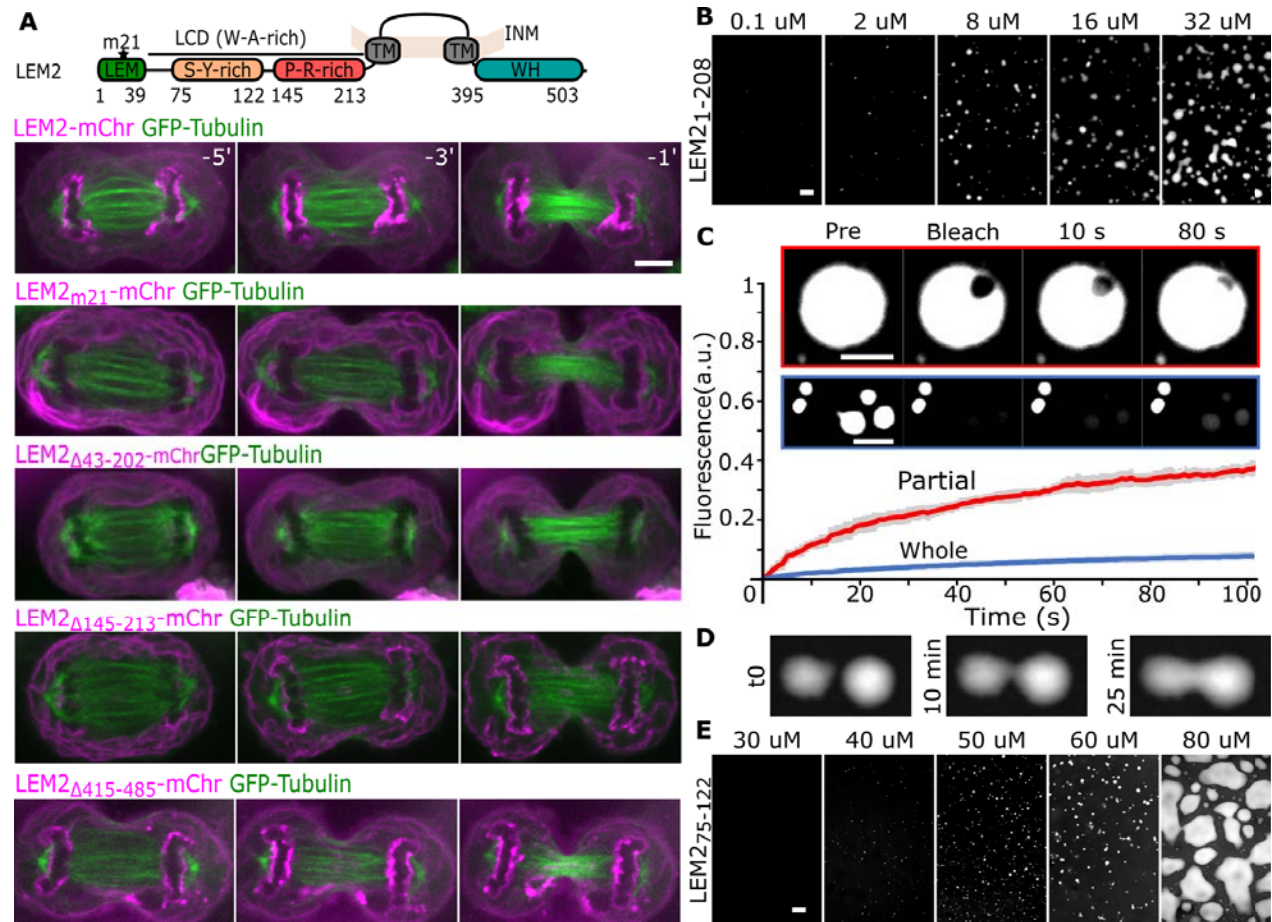 A
m21
LCD (W-A-rich)
TM
TM
INM
LEM2
LEM
S-Y-rich
P-R-rich
WH
1 39 75 122 145 213 395 503
LEM2-mChr GFP-Tubulin
-5'
-3'
-1'
LEM2m21-mChr GFP-Tubulin
LEM2Δ43-202-mChrGFP-Tubulin
LEM2Δ145-213-mChr GFP-Tubulin
LEM2Δ415-485-mChr GFP-Tubulin
B
0.1 uM 2 uM 8 uM 16 uM 32 uM
LEM21-208
C
Pre Bleach 10 s 80 s
1
0.8
0.6
0.4
0.2
Fluorescence(a.u.)
Partial
Whole
0 20 40 60 80 100
Time (s)
D
t0
10 min
25 min
E
30 uM 40 uM 50 uM 60 uM 80 uM
LEM275-122